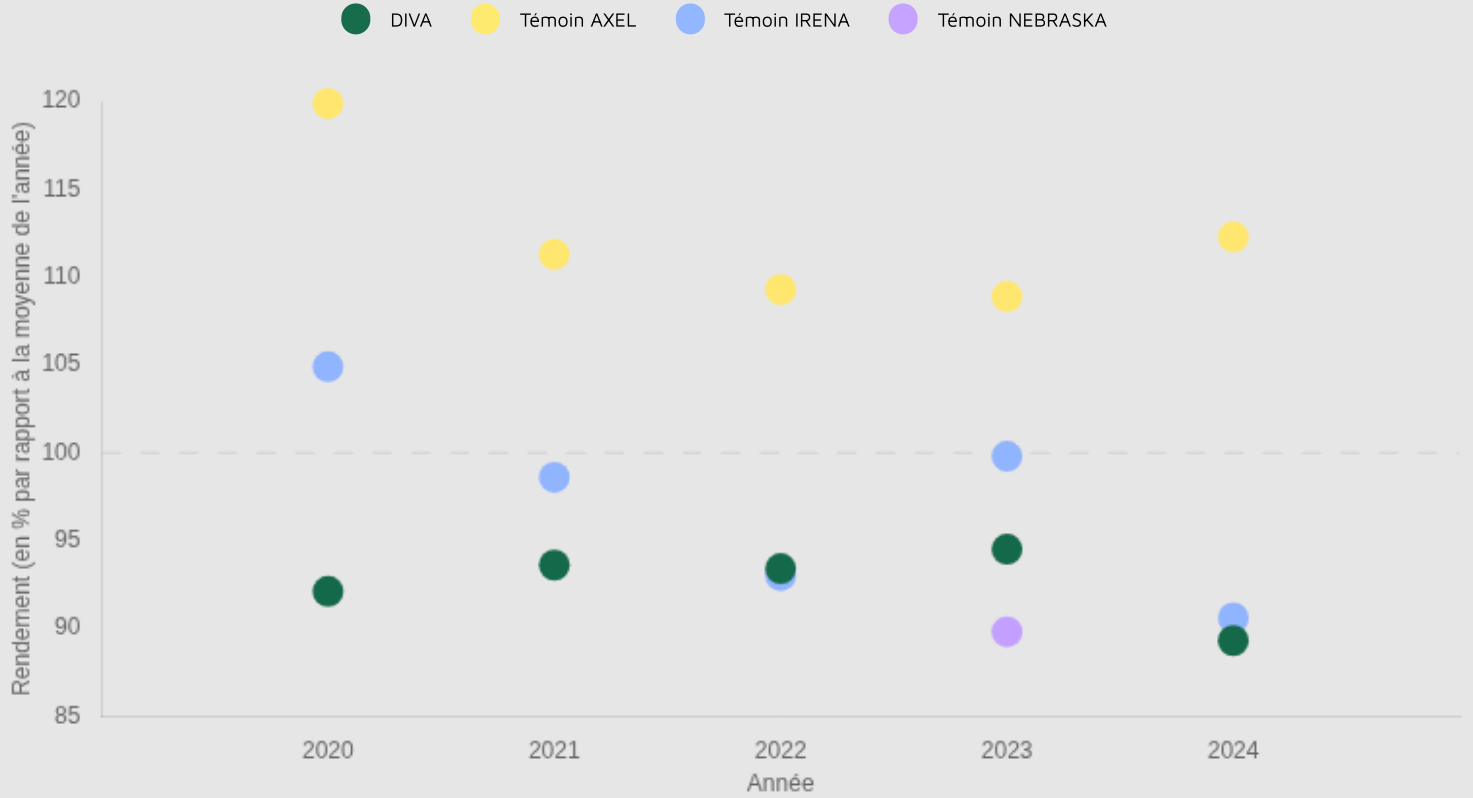 DIVA Témoin AXEL Témoin IRENA Témoin NEBRASKA
Rendement (en % par rapport à la moyenne de l'année)
120
115
110
105
100
95
90
85
2020 2021 2022 2023 2024
Année